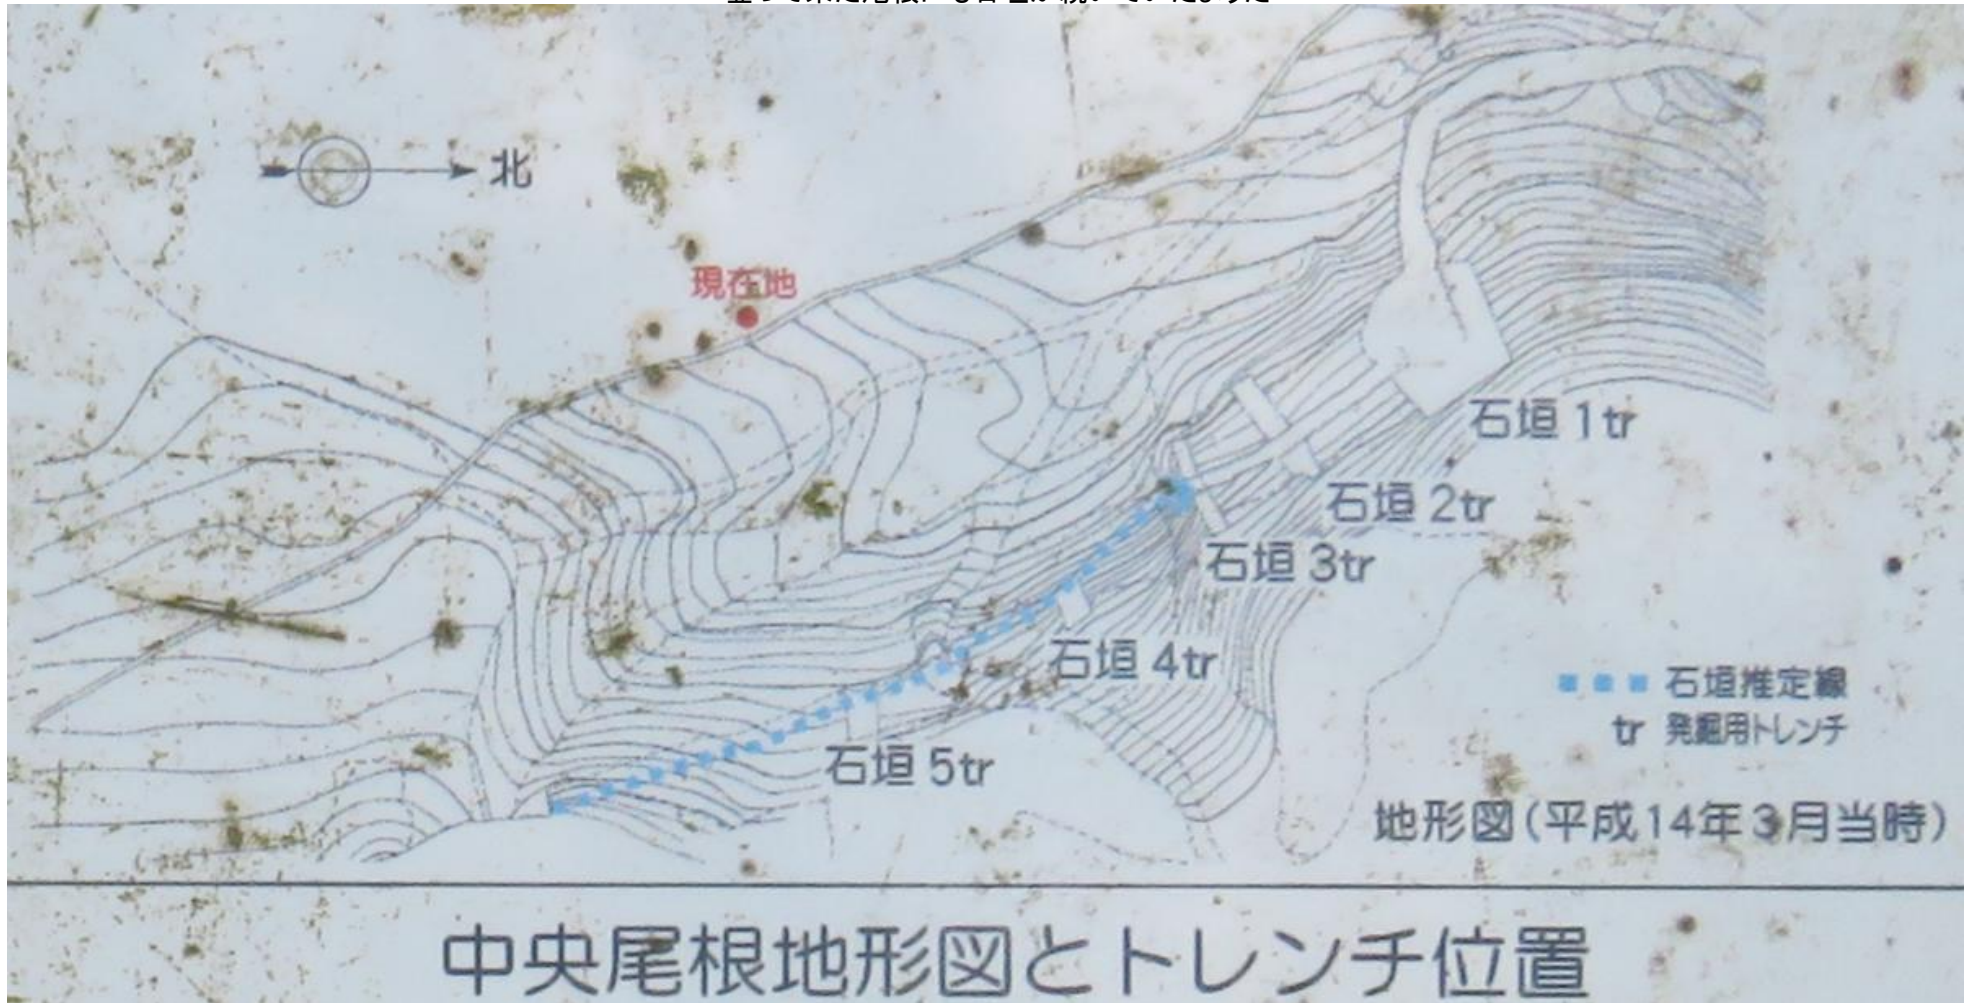 北
現在地
石垣 1tr
石垣 2tr
石垣 3tr
石垣 4tr
石垣 5tr
石垣推定線
tr 発掘用トレンチ
地形図(平成14年3月当時)
中央尾根地形図とトレンチ位置